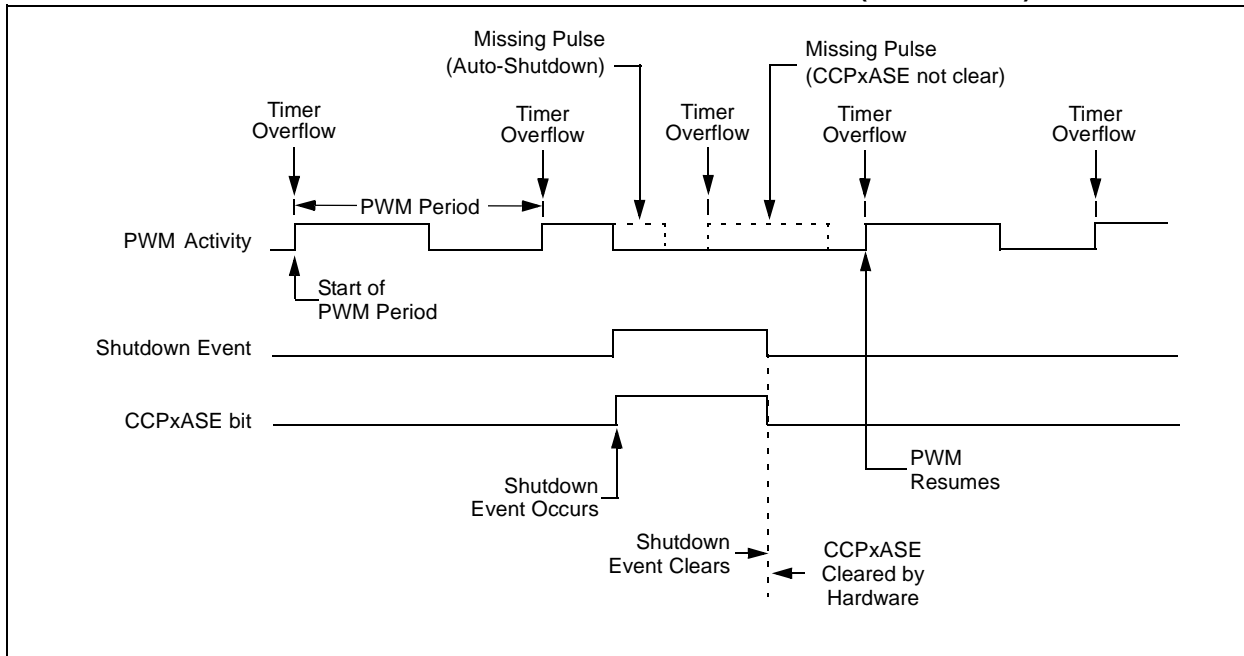 Missing Pulse
(Auto-Shutdown)
Missing Pulse
(CCPxASE not clear)
Timer
Overflow
Timer
Overflow
Timer
Overflow
Timer
Overflow
Timer
Overflow
PWM Period
PWM Activity
Start of
PWM Period
Shutdown Event
CCPxASE bit
Shutdown
Event Occurs
PWM
Resumes
Shutdown
Event Clears
CCPxASE
Cleared by
Hardware